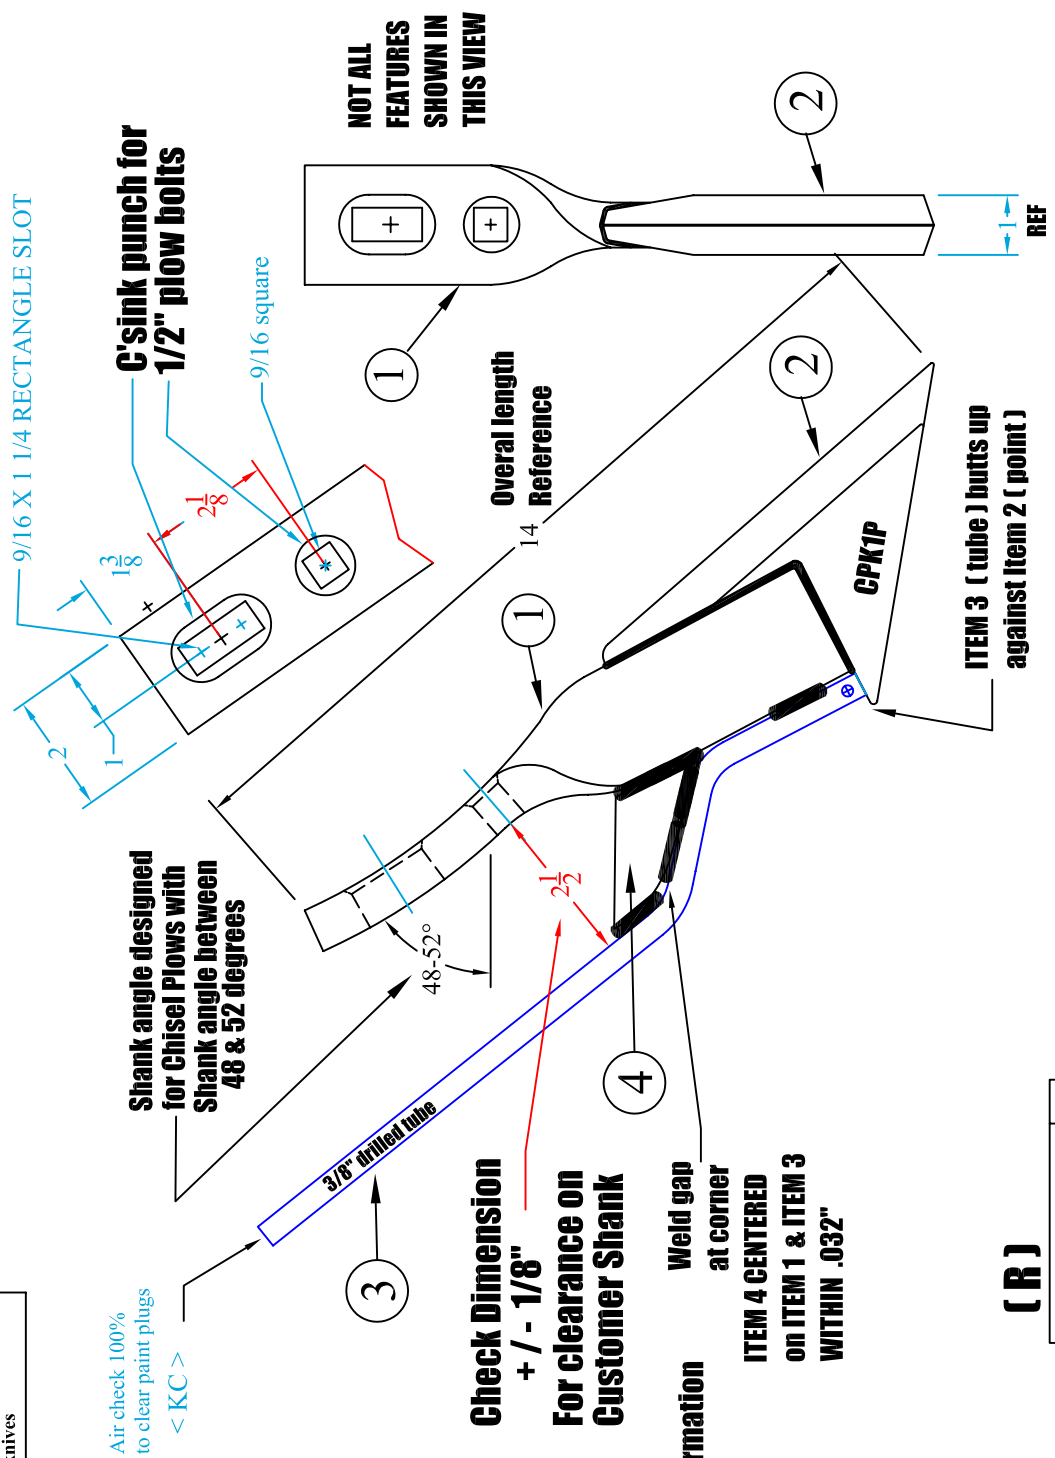 9/16 X 1 1/4 RECTANGLE SLOT
C'sink punch for
1/2" plow bolts
9/16 square
NOT ALL
FEATURES
SHOWN IN
THIS VIEW
2
1
2 1/8
1 3/8
2
1
1
REF
Overal length
Reference
14
2
1
CPK1P
ITEM 3 ( tube ) butts up
against Item 2 ( point )
Shank angle designed
for Chisel Plows with
Shank angle between
48 & 52 degrees
48-52°
2 1/2
3/8" drilled tube
4
3
Air check 100%
to clear paint plugs
< KC >
knives
Check Dimension
+ / - 1/8"
For clearance on
Customer Shank
Weld gap
at corner
ITEM 4 CENTERED
on ITEM 1 & ITEM 3
WITHIN .032"
rmation
( R )